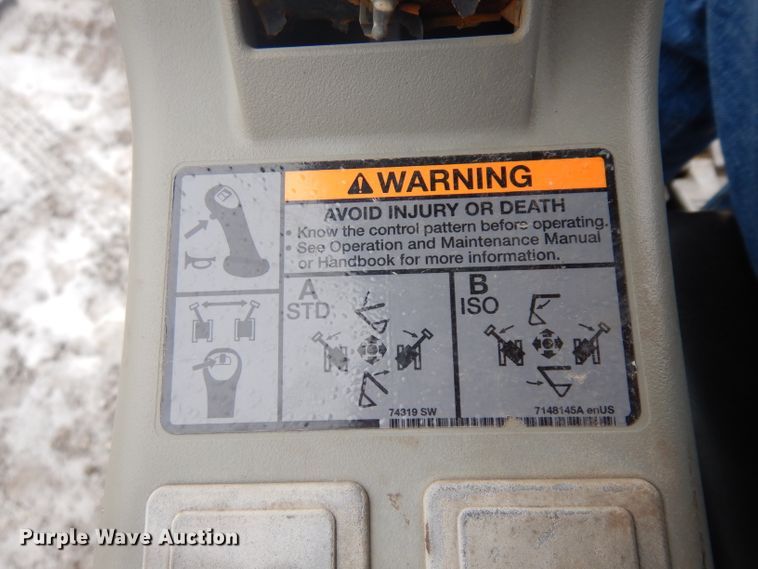 WARNING
AVOID INJURY OR DEATH
• Know the control pattern before operating.
• See Operation and Maintenance Manual
or Handbook for more information.
A
STD
B
ISO
74319 SW
7148145A enUS
Purple Wave Auction